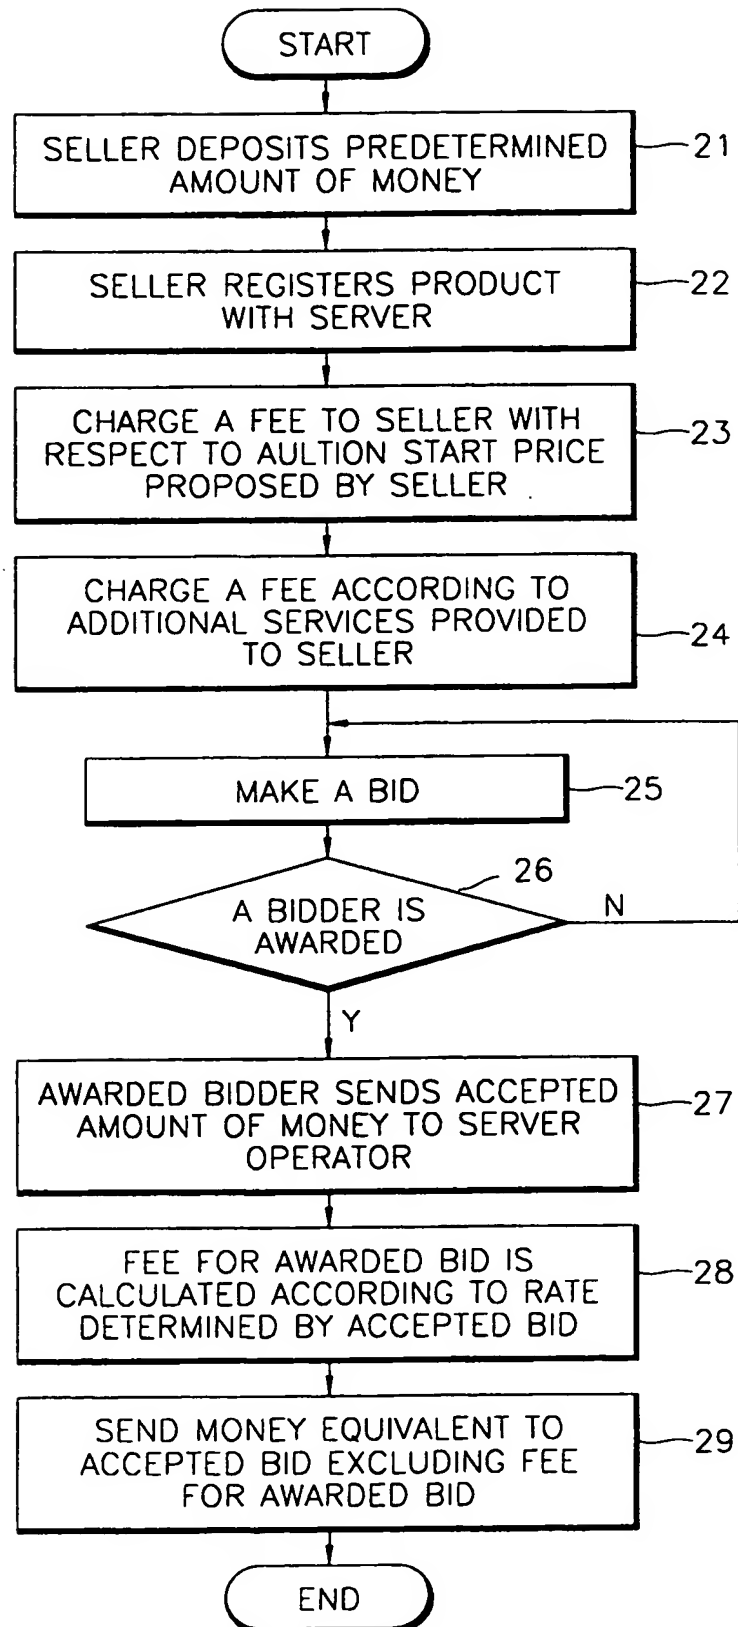 START
SELLER DEPOSITS PREDETERMINED
AMOUNT OF MONEY
21
SELLER REGISTERS PRODUCT
WITH SERVER
22
CHARGE A FEE TO SELLER WITH
RESPECT TO AULTION START PRICE
PROPOSED BY SELLER
23
CHARGE A FEE ACCORDING TO
ADDITIONAL SERVICES PROVIDED
TO SELLER
24
MAKE A BID
25
26
A BIDDER IS
AWARDED
N
Y
AWARDED BIDDER SENDS ACCEPTED
AMOUNT OF MONEY TO SERVER
OPERATOR
27
FEE FOR AWARDED BID IS
CALCULATED ACCORDING TO RATE
DETERMINED BY ACCEPTED BID
28
SEND MONEY EQUIVALENT TO
ACCEPTED BID EXCLUDING FEE
FOR AWARDED BID
29
END